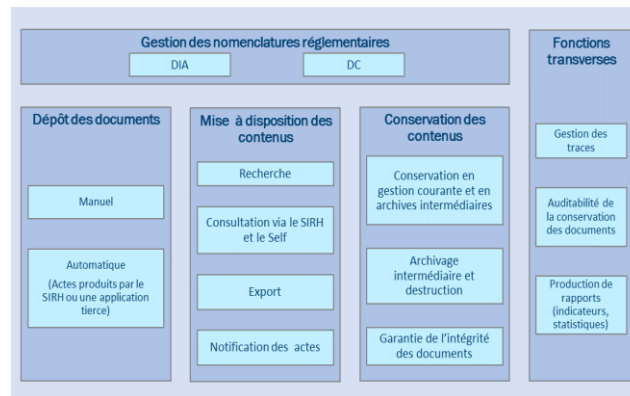 Gestion des nomenclatures réglementaires
DIA
DC
Dépôt des documents
Manuel
Automatique
(Actes produits par le
SIRH ou une application
tierce)
Mise à disposition des
contenus
Recherche
Consultation via le SIRH
et le Self
Export
Notification des actes
Conservation des
contenus
Conservation en
gestion courante et en
archives intermédiaires
Archivage
intermédiaire et
destruction
Garantie de l'intégrité
des documents
Fonctions
transverses
Gestion des
traces
Auditabilité de
la conservation
des documents
Production de
rapports
(indicateurs,
statistiques)